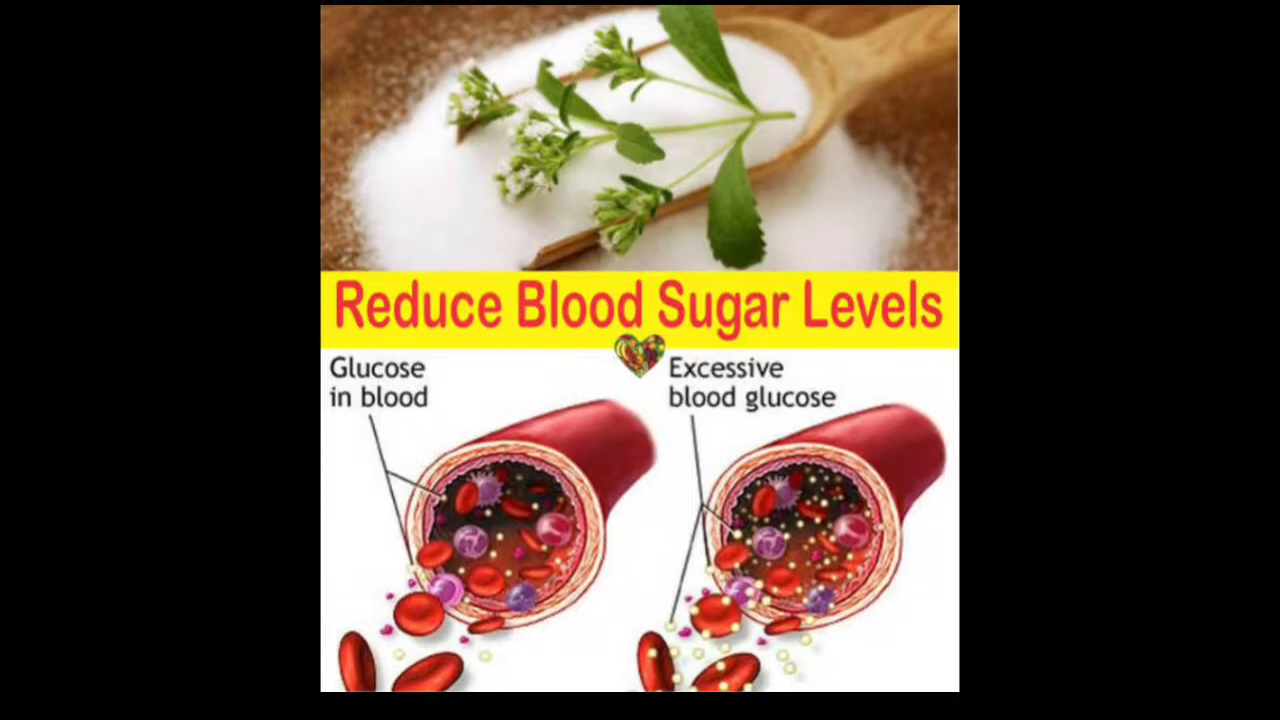 Reduce Blood Sugar Levels
Glucose
in blood
Excessive
blood glucose